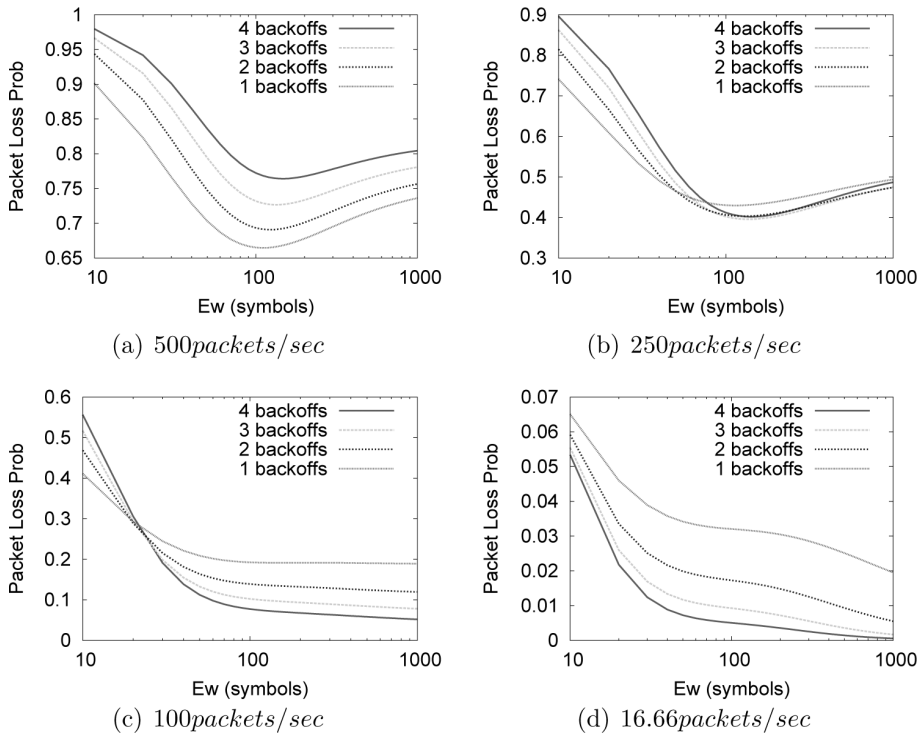 1
0.95
0.9
0.85
0.8
0.75
0.7
0.65
Packet Loss Prob
4 backoffs
3 backoffs
2 backoffs
1 backoffs
10
100
1000
Ew (symbols)
(a) 500packets/sec
0.9
0.8
0.7
0.6
0.5
0.4
0.3
Packet Loss Prob
4 backoffs
3 backoffs
2 backoffs
1 backoffs
10
100
1000
Ew (symbols)
(b) 250packets/sec
0.6
0.5
0.4
0.3
0.2
0.1
0
Packet Loss Prob
4 backoffs
3 backoffs
2 backoffs
1 backoffs
10
100
1000
Ew (symbols)
(c) 100packets/sec
0.07
0.06
0.05
0.04
0.03
0.02
0.01
0
Packet Loss Prob
4 backoffs
3 backoffs
2 backoffs
1 backoffs
10
100
1000
Ew (symbols)
(d) 16.66packets/sec